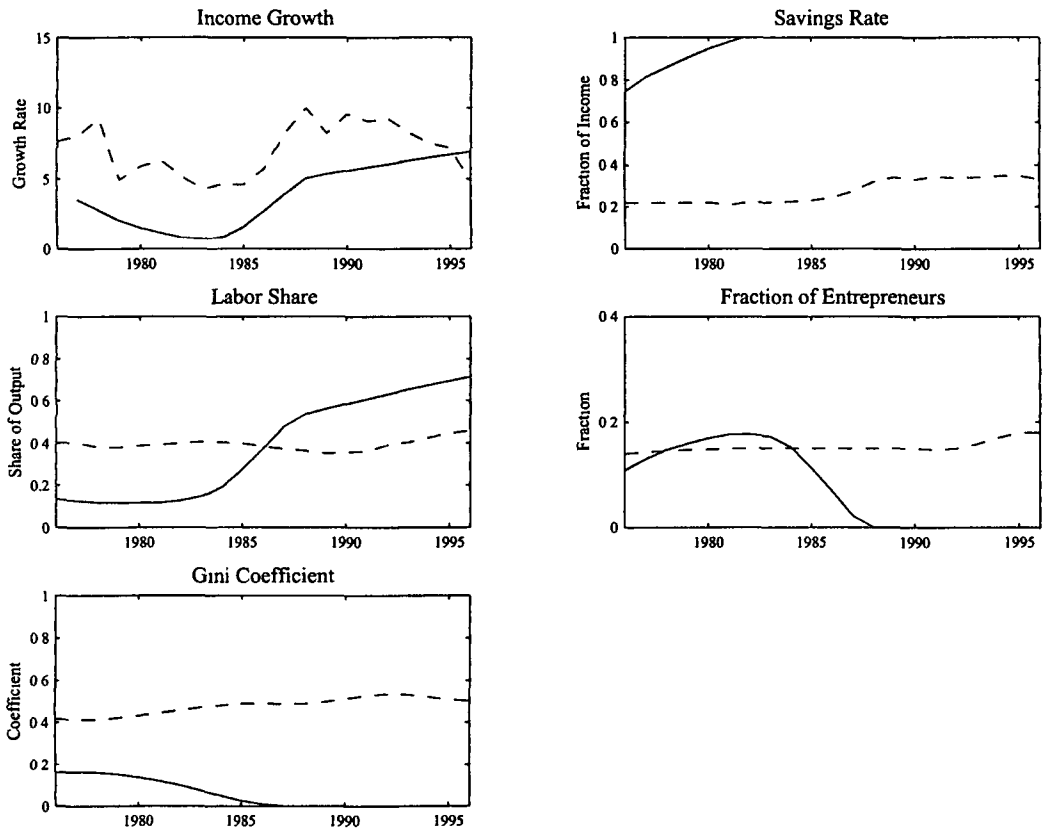 Income Growth
15
10
5
0
Growth Rate
1980 1985 1990 1995
Savings Rate
1
0 8
0 6
0 4
0 2
0
Fraction of Income
1980 1985 1990 1995
Labor Share
1
0 8
0 6
0 4
0.2
0
Share of Output
1980 1985 1990 1995
Fraction of Entrepreneurs
0 4
0 2
0
Fraction
1980 1985 1990 1995
Gini Coefficient
1
0 8
0 6
0 4
0 2
0
Coefficient
1980 1985 1990 1995